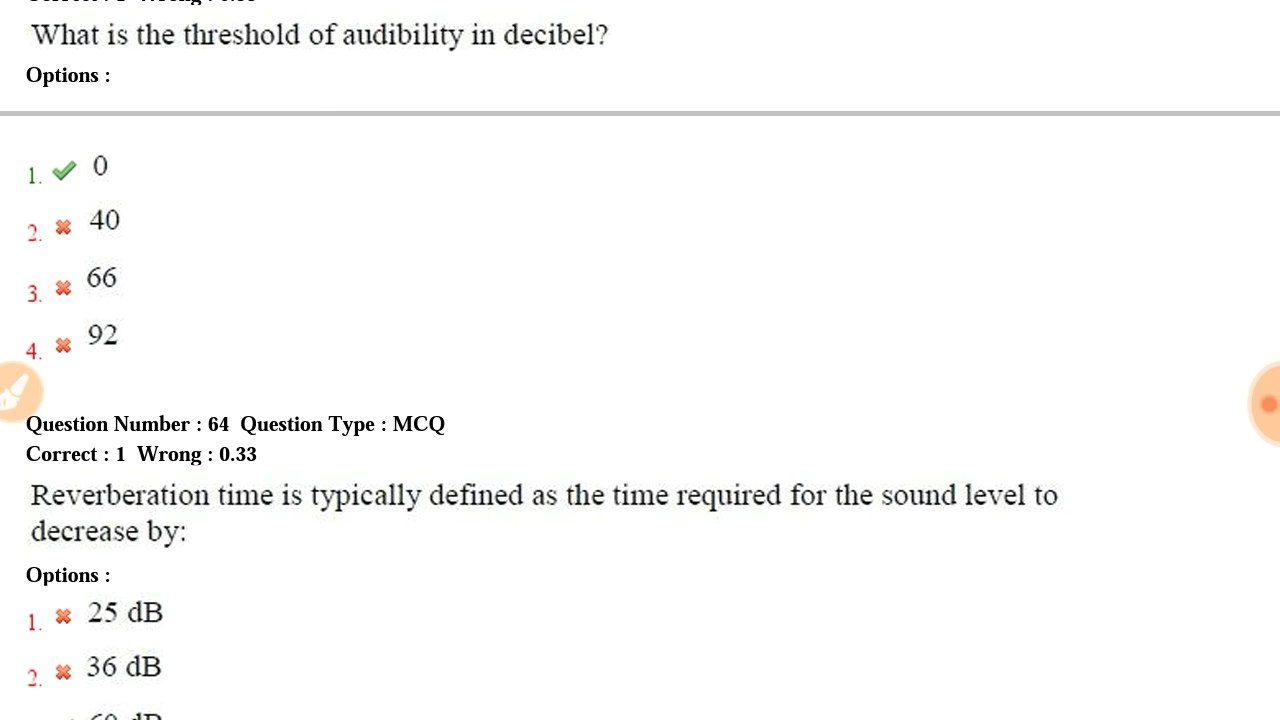 What is the threshold of audibility in decibel?
Options :
1. 0
2. 40
3. 66
4. 92
Question Number : 64 Question Type : MCQ
Correct : 1 Wrong : 0.33
Reverberation time is typically defined as the time required for the sound level to
decrease by:
Options :
1. 25 dB
2. 36 dB